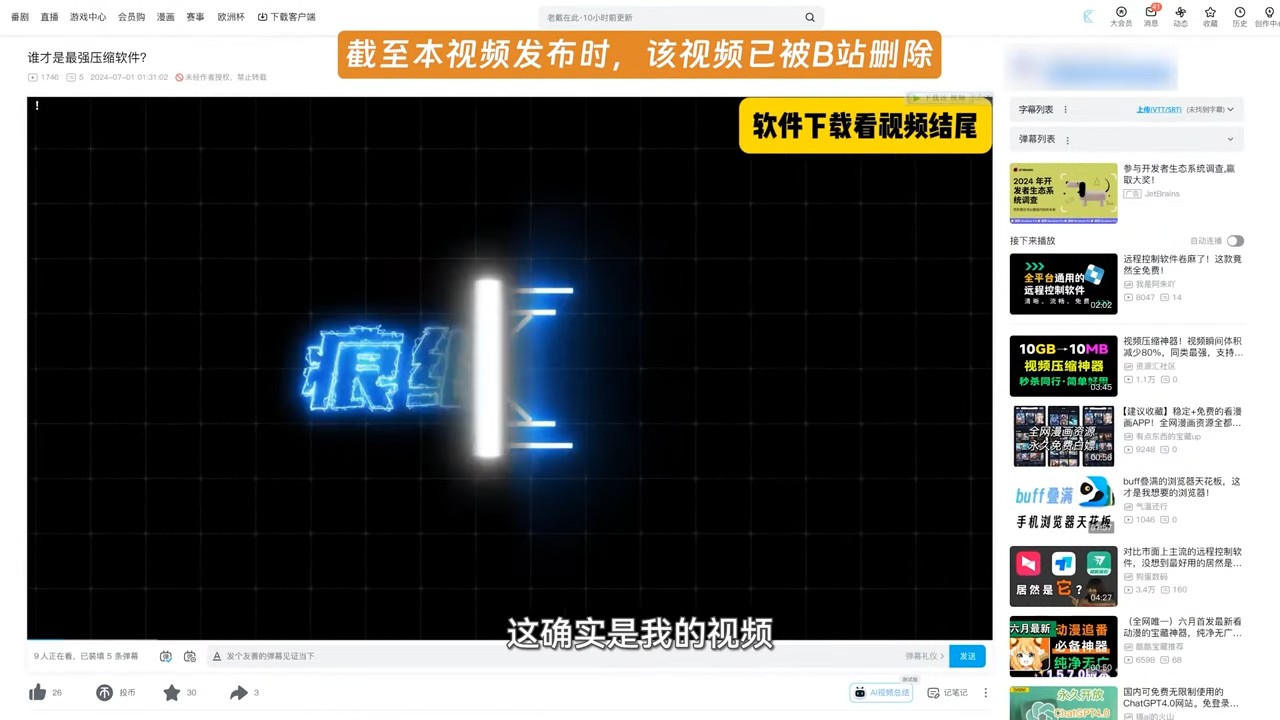 番剧 直播 游戏中心 会员购 漫画 赛事 欧洲杯 下载客户端
老戴在此·10小时前更新
大会员 消息 动态 收藏 历史 创作中心
41
谁才是最强压缩软件?
1746 5 2024-07-01 01:31:02 未经作者授权，禁止转载
截至本视频发布时，该视频已被B站删除
!
软件下载看视频结尾
痕
这确实是我的视频
9人正在看，已装填 5 条弹幕
发个友善的弹幕见证当下
弹幕礼仪 >
发送
26 投币 30 3
测试版
AI视频总结
记笔记
字幕列表
上传(VTT/SRT) (未找到字幕)
弹幕列表
2024 年开
发者生态系
统调查
参与开发者生态系统调查,赢
取大奖！
广告 JetBrains
接下来播放
自动连播
>>>
全平台通用的
远程控制软件
清晰，流畅，免费
02:02
远程控制软件卷麻了！这款竟
然全免费！
我是阿朱吖
8047 14
10GB→10MB
视频压缩神器
秒杀同行·简单好用
03:45
视频压缩神器！视频瞬间体积
减少80%，同类最强，支持...
资源汇社区
1.1万 0
全网漫画资源
永久免费白嫖
00:56
【建议收藏】稳定+免费的看漫
画APP！全网漫画资源全都...
有点东西的宝藏up
9248 0
buff叠满
手机浏览器天花板
buff叠满的浏览器天花板，这
才是我想要的浏览器！
气温还行
1046 0
居然是它？
04:27
对比市面上主流的远程控制软
件，没想到最好用的居然是...
狗蛋数码
3.4万 160
六月最新
动漫追番
必备神器
纯净无广
1.5.7.0版本
00:50
（全网唯一）六月首发最新看
动漫的宝藏神器，纯净无广...
酷酷宝藏推荐
6598 68
永久开放
ChatGPT4.0
国内可免费无限制使用的
ChatGPT4.0网站。免登录...
猫ai的火山